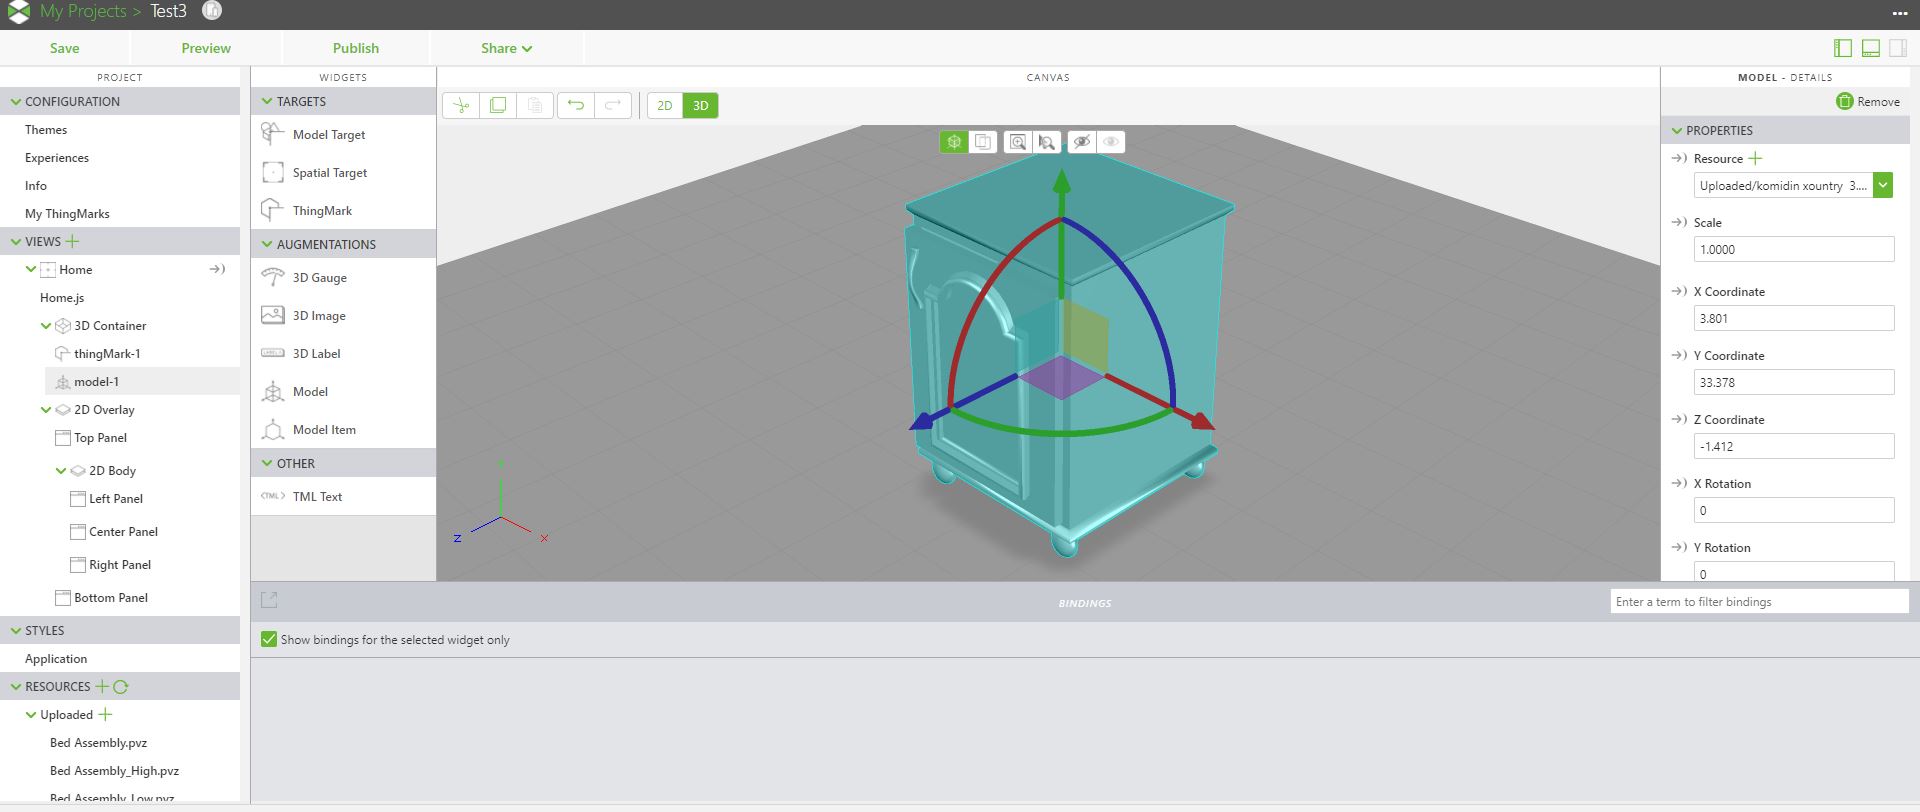 My Projects > Test3
Save
Preview
Publish
Share
PROJECT
CONFIGURATION
Themes
Experiences
Info
My ThingMarks
VIEWS
Home
Home.js
3D Container
thingMark-1
model-1
2D Overlay
Top Panel
2D Body
Left Panel
Center Panel
Right Panel
Bottom Panel
STYLES
Application
RESOURCES
Uploaded
Bed Assembly.pvz
Bed Assembly_High.pvz
Bed Assembly_Low.pvz
WIDGETS
TARGETS
Model Target
Spatial Target
ThingMark
AUGMENTATIONS
3D Gauge
3D Image
3D Label
Model
Model Item
OTHER
TML Text
CANVAS
2D
3D
Z
X
MODEL - DETAILS
Remove
PROPERTIES
Resource
Uploaded/komidin xountry 3....
Scale
1.0000
X Coordinate
3.801
Y Coordinate
33.378
Z Coordinate
-1.412
X Rotation
0
Y Rotation
0
BINDINGS
Enter a term to filter bindings
Show bindings for the selected widget only